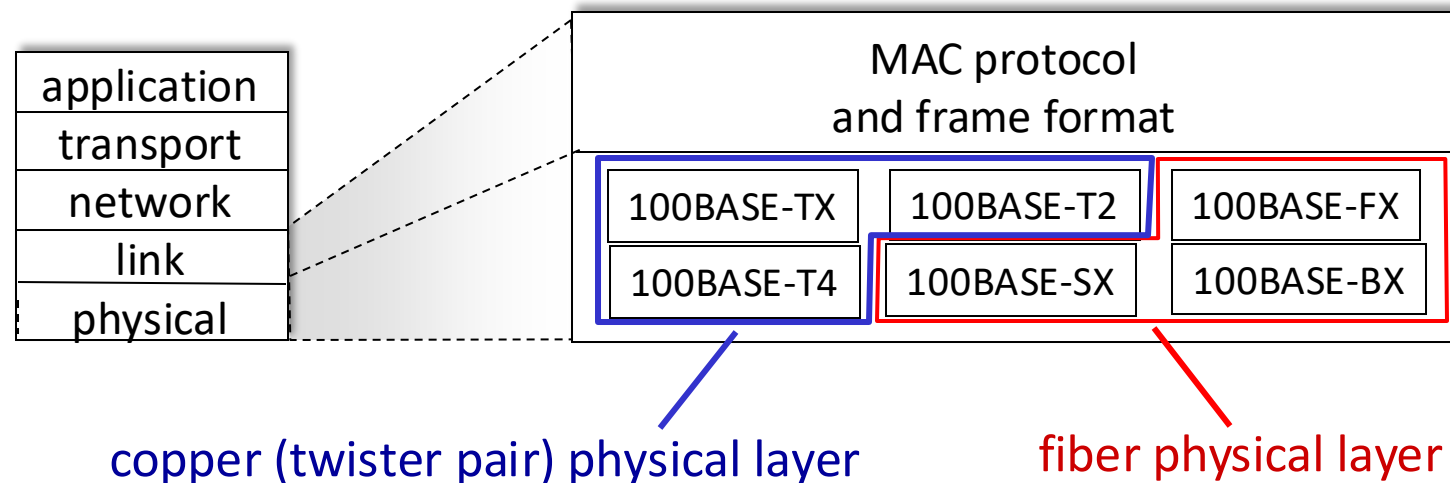 application
transport
network
link
physical
MAC protocol
and frame format
100BASE-TX
100BASE-T2
100BASE-FX
100BASE-T4
100BASE-SX
100BASE-BX
copper (twister pair) physical layer
fiber physical layer